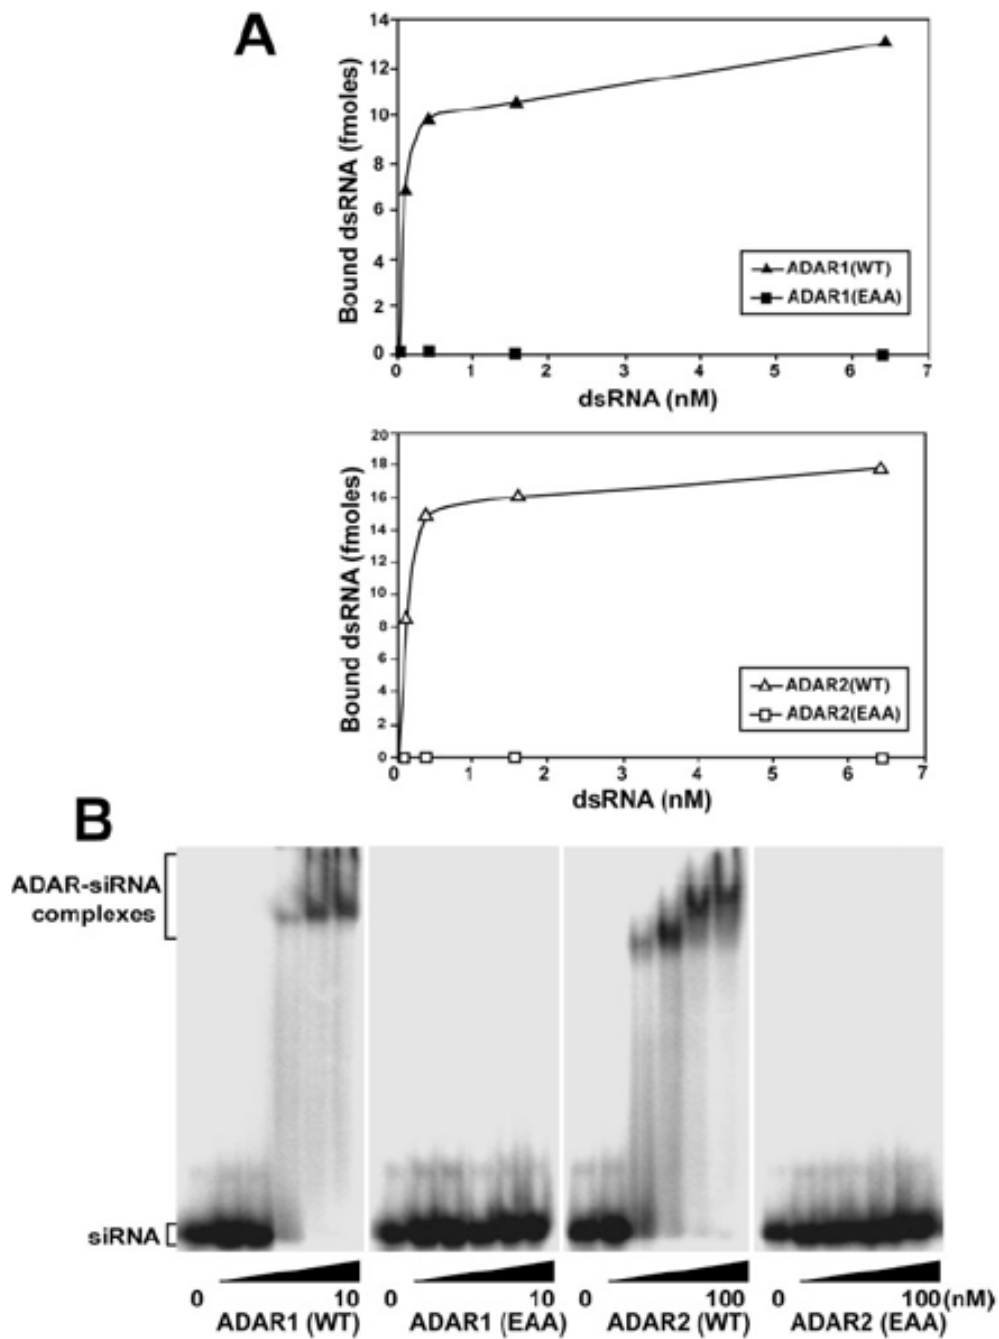 A
Bound dsRNA (fmoles)
14
12
10
8
6
4
2
0
ADAR1(WT)
ADAR1(EAA)
0 1 2 3 4 5 6 7
dsRNA (nM)
Bound dsRNA (fmoles)
20
18
16
14
12
10
8
6
4
2
0
ADAR2(WT)
ADAR2(EAA)
0 1 2 3 4 5 6 7
dsRNA (nM)
B
ADAR-siRNA
complexes
siRNA
0 10 0 10 0 100 0 100(nM)
ADAR1 (WT) ADAR1 (EAA) ADAR2 (WT) ADAR2 (EAA)